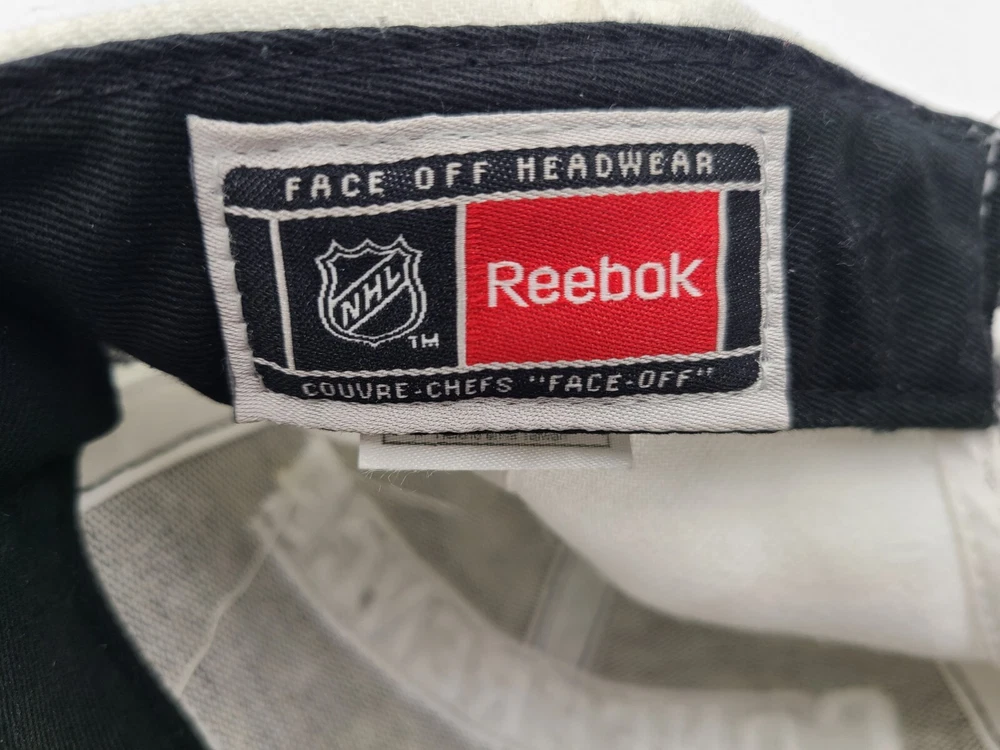 FACE OFF HEADWEAR
NHL
TM
Reebok
COUVRE-CHEFS "FACE-OFF"